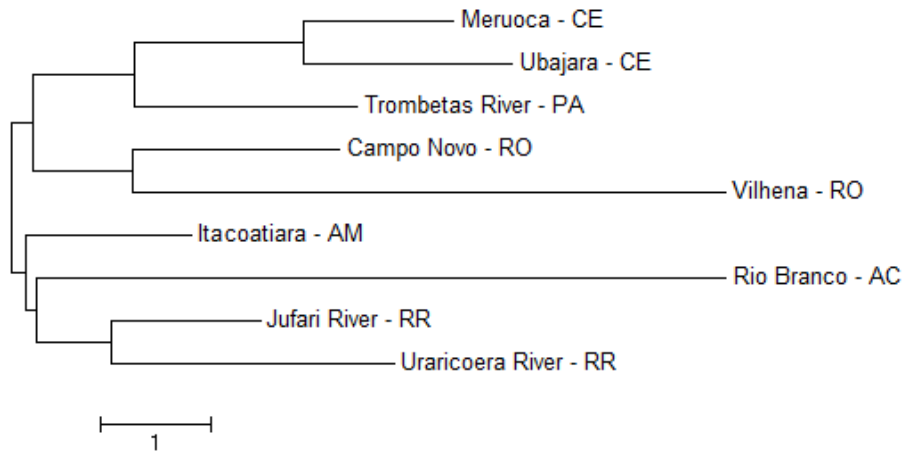 Meruoca - CE
Ubajara - CE
Trombetas River - PA
Campo Novo - RO
Vilhena - RO
Itacoatiara - AM
Rio Branco - AC
Jufari River - RR
Uraricoera River - RR
1